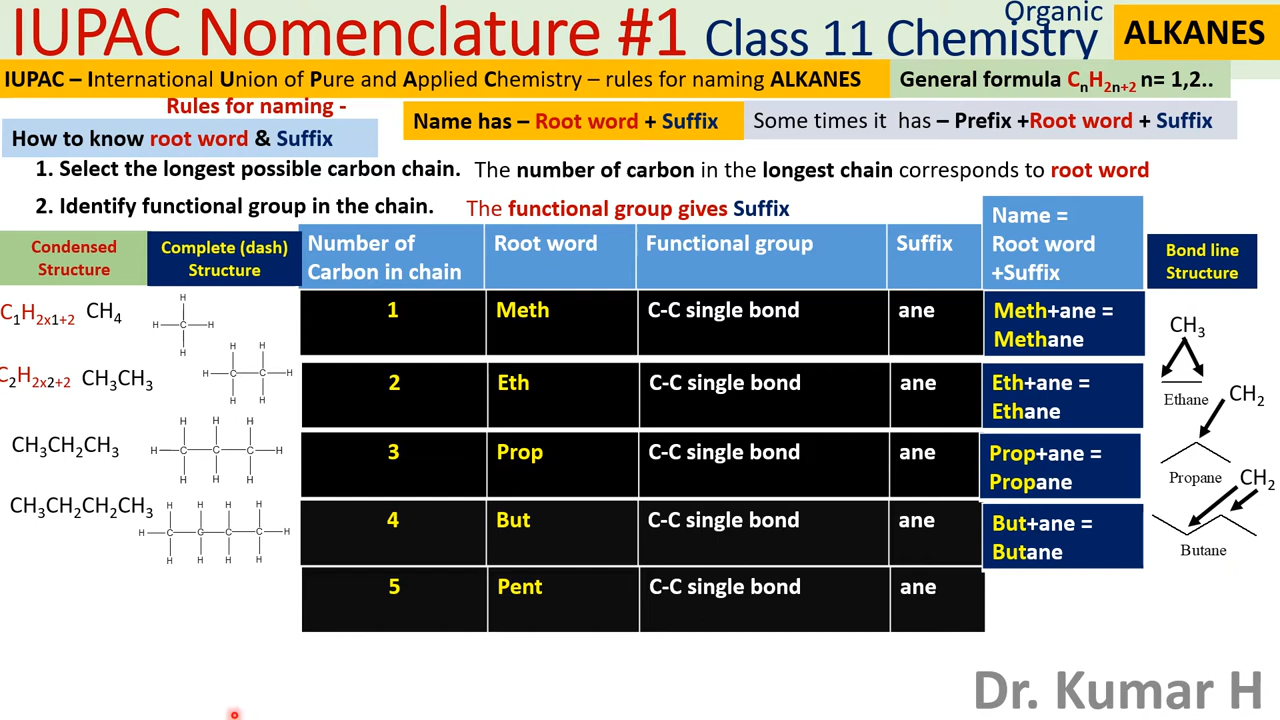 IUPAC Nomenclature #1 Class 11 Organic Chemistry ALKANES
IUPAC – International Union of Pure and Applied Chemistry – rules for naming ALKANES
General formula CnH2n+2 n= 1,2..
Rules for naming -
Name has – Root word + Suffix
Some times it has – Prefix +Root word + Suffix
How to know root word & Suffix
1. Select the longest possible carbon chain. The number of carbon in the longest chain corresponds to root word
2. Identify functional group in the chain. The functional group gives Suffix
Condensed
Structure
Complete (dash)
Structure
Number of
Carbon in chain
Root word
Functional group
Suffix
Name =
Root word
+Suffix
Bond line
Structure
C1H2x1+2 CH4
H
H C H
H
1 Meth C-C single bond ane
Meth+ane =
Methane
CH3
Ethane
C2H2x2+2 CH3CH3
H H
H C C H
H H
2 Eth C-C single bond ane
Eth+ane =
Ethane
CH2
Propane
CH3CH2CH3
H H H
H C C C H
H H H
3 Prop C-C single bond ane
Prop+ane =
Propane
CH2
Butane
CH3CH2CH2CH3
H H H H
H C C C C H
H H H H
4 But C-C single bond ane
But+ane =
Butane
5 Pent C-C single bond ane
Dr. Kumar H